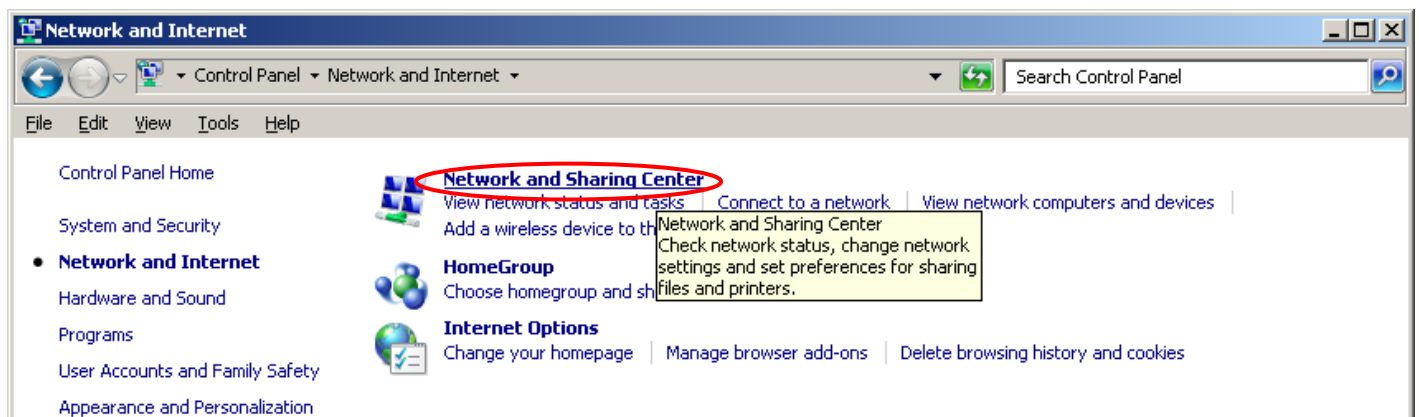 Network and Internet
Control Panel Network and Internet
Search Control Panel
File Edit View Tools Help
Control Panel Home
System and Security
Network and Internet
Hardware and Sound
Programs
User Accounts and Family Safety
Appearance and Personalization
Network and Sharing Center
View network status and tasks Connect to a network View network computers and devices
Add a wireless device to th
Network and Sharing Center
Check network status, change network
settings and set preferences for sharing
files and printers.
HomeGroup
Choose homegroup and sh
Internet Options
Change your homepage Manage browser add-ons Delete browsing history and cookies